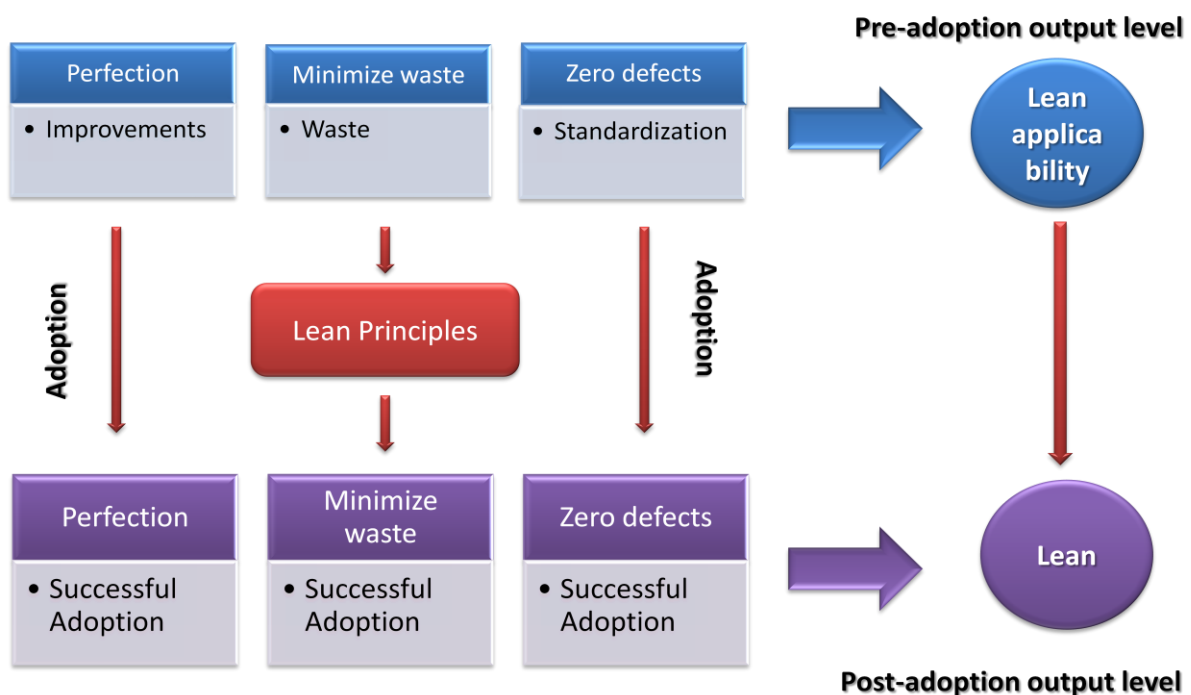 Pre-adoption output level
Perfection
• Improvements
Minimize waste
• Waste
Zero defects
• Standardization
Lean
applica
bility
Adoption
Lean Principles
Adoption
Perfection
• Successful
Adoption
Minimize
waste
• Successful
Adoption
Zero defects
• Successful
Adoption
Lean
Post-adoption output level